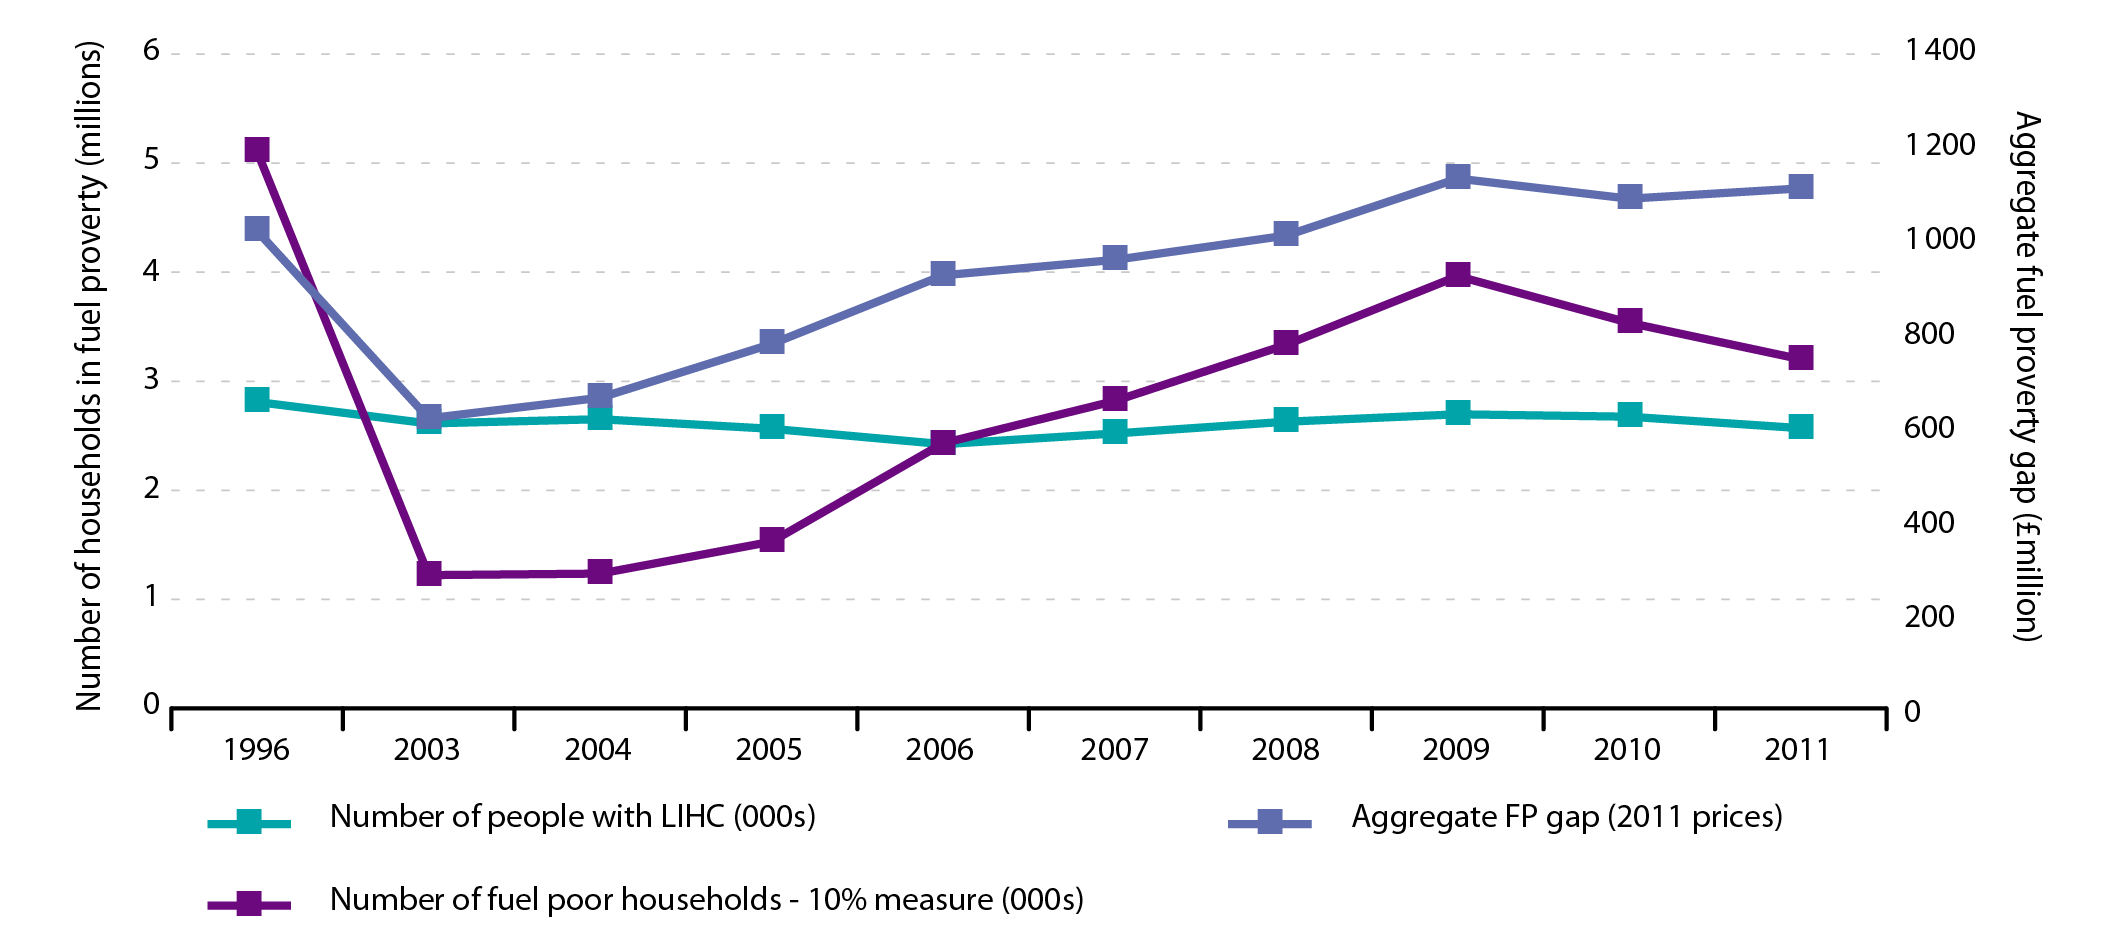 Number of households in fuel proverty (millions)
6
5
4
3
2
1
0
1 400
1 200
1 000
800
600
400
200
0
Aggregate fuel proverty gap (£million)
1996 2003 2004 2005 2006 2007 2008 2009 2010 2011
Number of people with LIHC (000s)
Aggregate FP gap (2011 prices)
Number of fuel poor households - 10% measure (000s)